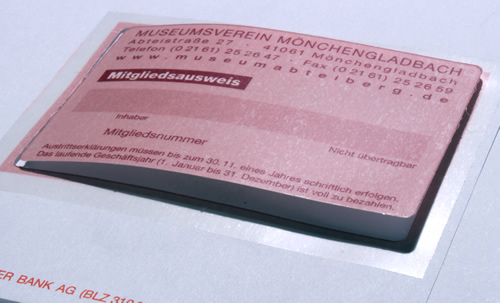 MUSEUMSVEREIN MÖNCHENGLADBACH
Abteistraße 27 · 41061 Mönchengladbach
Telefon (0 21 61) 25 26 47 · Fax (0 21 61) 25 26 59
www.museumabteiberg.de
Mitgliedsausweis
Inhaber
Mitgliedsnummer
Nicht übertragbar
Austrittserklärungen müssen bis zum 30.11. eines Jahres schriftlich erfolgen.
Das laufende Geschäftsjahr (1. Januar bis 31. Dezember) ist voll zu bezahlen.
BANK AG (BLZ 310